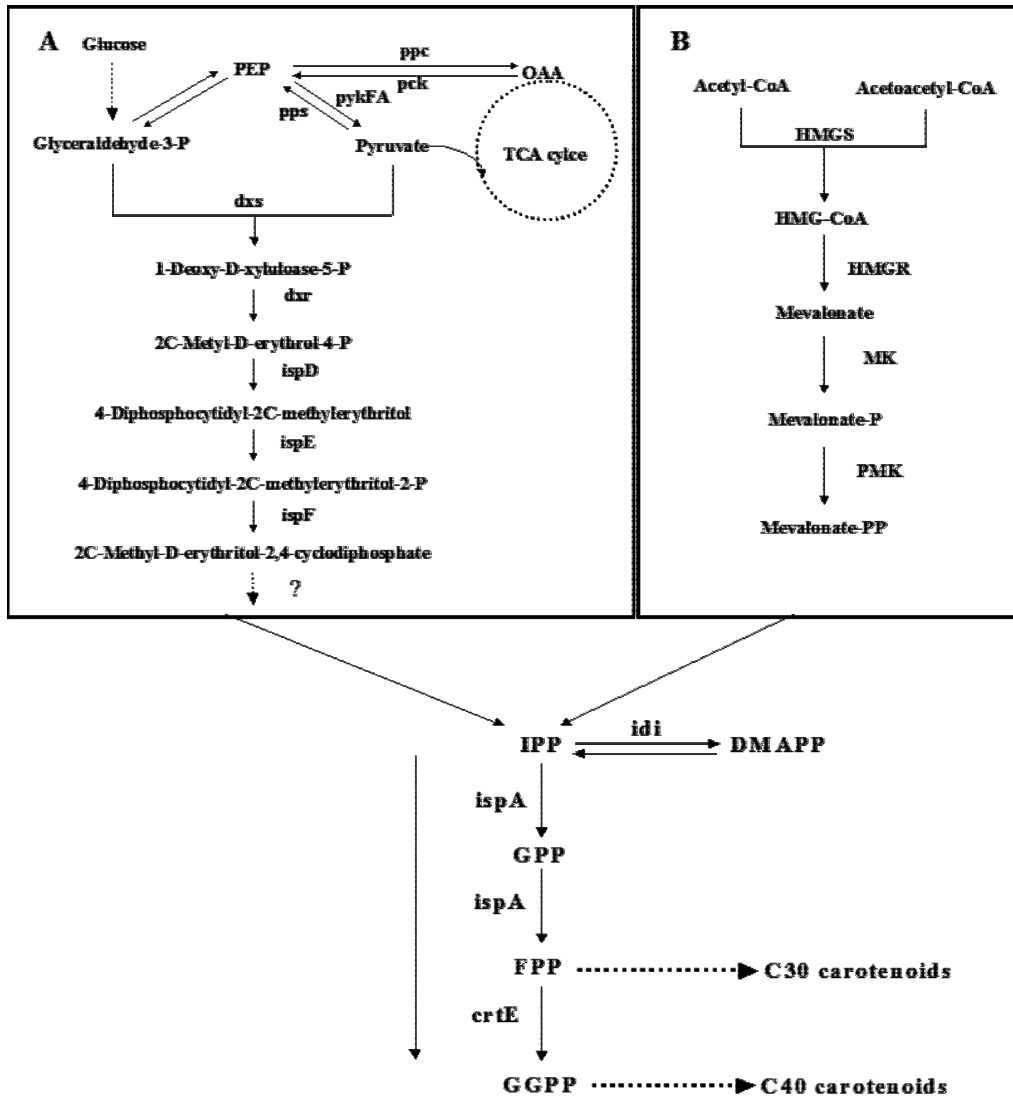 A
Glucose
PEP
ppc
pck
OAA
pps
pykFA
Glyceraldehyde-3-P
Pyruvate
TCA cylce
dxs
1-Deoxy-D-xyluloase-5-P
dxr
2C-Metyl-D-erythrol-4-P
ispD
4-Diphosphocytidyl-2C-methylerythritol
ispE
4-Diphosphocytidyl-2C-methylerythritol-2-P
ispF
2C-Methyl-D-erythritol-2,4-cyclodiphosphate
?
B
Acetyl-CoA
Acetoacetyl-CoA
HMGS
HMG-CoA
HMGR
Mevalonate
MK
Mevalonate-P
PMK
Mevalonate-PP
IPP
idi
DMAPP
ispA
GPP
ispA
FPP
C30 carotenoids
crtE
GGPP
C40 carotenoids